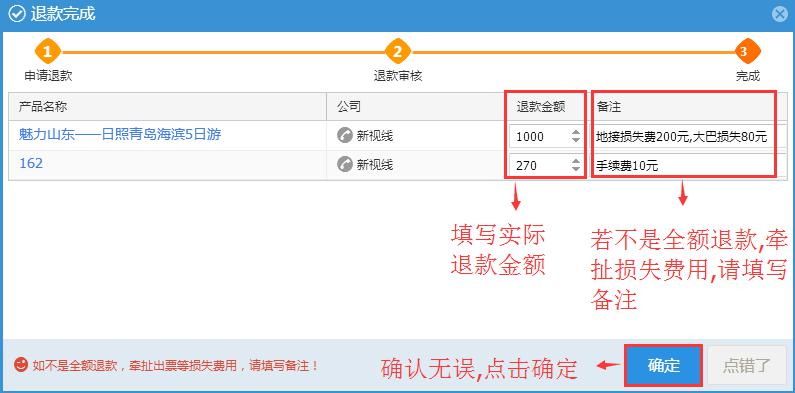 退款完成
1
2
3
申请退款
退款审核
完成
产品名称 公司 退款金额 备注
魅力山东——日照青岛海滨5日游 新视线 1000 地接损失费200元,大巴损失80元
162 新视线 270 手续费10元
填写实际
退款金额
若不是全额退款,牵
扯损失费用,请填写
备注
如不是全额退款，牵扯出票等损失费用，请填写备注！
确认无误,点击确定
确定
点错了